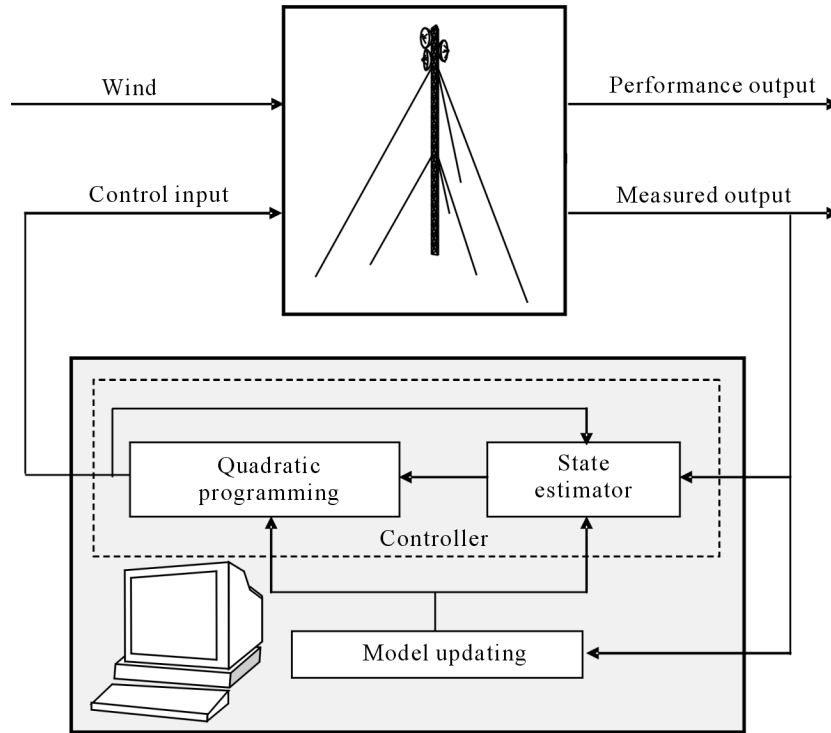 Wind
Performance output
Control input
Measured output
Quadratic
programming
State
estimator
Controller
Model updating